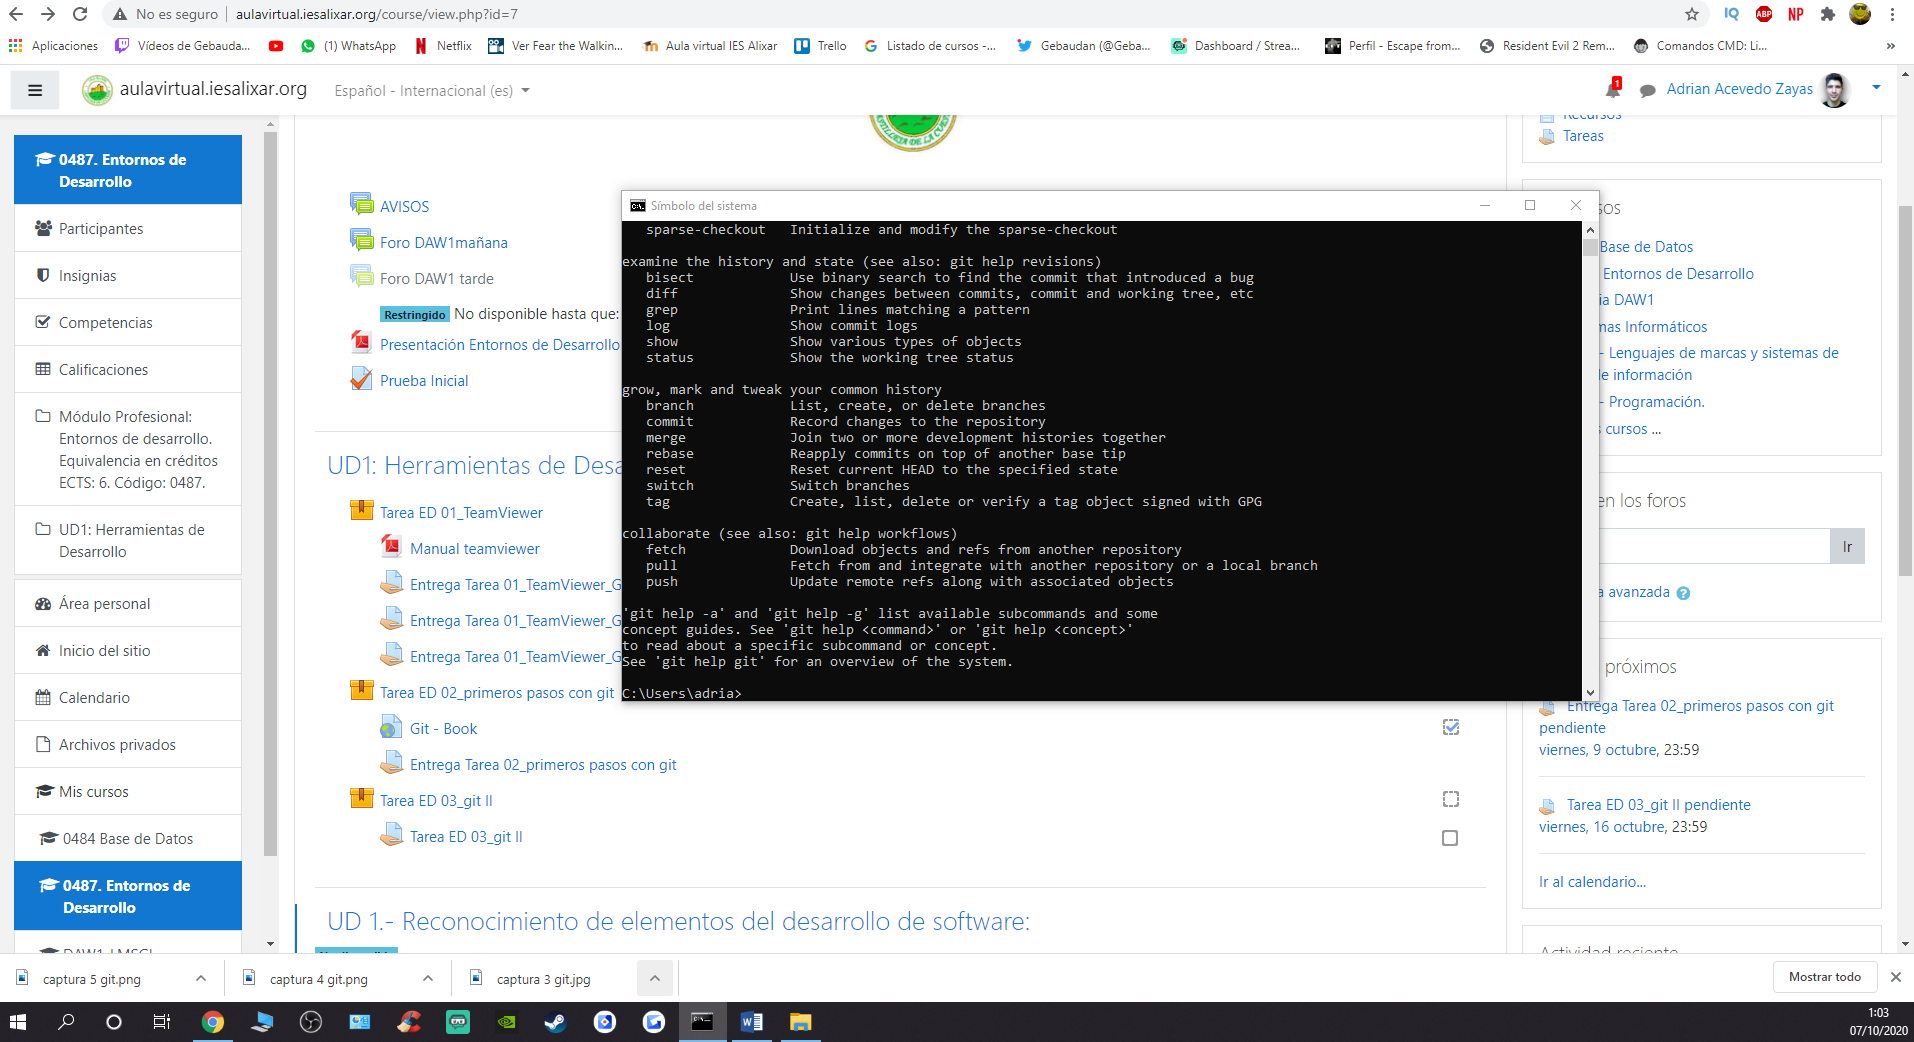 No seguro
aulavirtual.iesalixar.org/course/view.php?id=7
IQ
ABP
NP
Aplicaciones
Vídeos de Gebauda...
(1) WhatsApp
Netflix
Ver Fear the Walkin...
Aula virtual IES Alixar
Trello
Listado de cursos -...
Gebaudan (@Geba...
Dashboard / Strea...
Perfil - Escape from...
Resident Evil 2 Rem...
Comandos CMD: Li...
»
aulavirtual.iesalixar.org
Español - Internacional (es)
1
Adrian Acevedo Zayas
0487. Entornos de
Desarrollo
Participantes
Insignias
Competencias
Calificaciones
Módulo Profesional:
Entornos de desarrollo.
Equivalencia en créditos
ECTS: 6. Código: 0487.
UD1: Herramientas de
Desarrollo
Área personal
Inicio del sitio
Calendario
Archivos privados
Mis cursos
0484 Base de Datos
0487. Entornos de
Desarrollo
DAW1-LMSGI
AVISOS
Foro DAW1mañana
Foro DAW1 tarde
Restringido No disponible hasta que:
Presentación Entornos de Desarrollo
Prueba Inicial
UD1: Herramientas de Desa
Tarea ED 01_TeamViewer
Manual teamviewer
Entrega Tarea 01_TeamViewer_G
Entrega Tarea 01_TeamViewer_G
Entrega Tarea 01_TeamViewer_G
Tarea ED 02_primeros pasos con git
Git - Book
Entrega Tarea 02_primeros pasos con git
Tarea ED 03_git II
Tarea ED 03_git II
UD 1.- Reconocimiento de elementos del desarrollo de software:
Símbolo del sistema
sparse-checkout   Initialize and modify the sparse-checkout
examine the history and state (see also: git help revisions)
bisect            Use binary search to find the commit that introduced a bug
diff              Show changes between commits, commit and working tree, etc
grep              Print lines matching a pattern
log               Show commit logs
show              Show various types of objects
status            Show the working tree status
grow, mark and tweak your common history
branch            List, create, or delete branches
commit            Record changes to the repository
merge             Join two or more development histories together
rebase            Reapply commits on top of another base tip
reset             Reset current HEAD to the specified state
switch            Switch branches
tag               Create, list, delete or verify a tag object signed with GPG
collaborate (see also: git help workflows)
fetch             Download objects and refs from another repository
pull              Fetch from and integrate with another repository or a local branch
push              Update remote refs along with associated objects
'git help -a' and 'git help -g' list available subcommands and some
concept guides. See 'git help <command>' or 'git help <concept>'
to read about a specific subcommand or concept.
See 'git help git' for an overview of the system.
C:\Users\adria>
Recursos
Tareas
sos
Base de Datos
Entornos de Desarrollo
ia DAW1
mas Informáticos
- Lenguajes de marcas y sistemas de
de información
- Programación.
s cursos ...
en los foros
Ir
a avanzada
próximos
Entrega Tarea 02_primeros pasos con git
pendiente
viernes, 9 octubre, 23:59
Tarea ED 03_git II pendiente
viernes, 16 octubre, 23:59
Ir al calendario...
Actividad reciente
captura 5 git.png
captura 4 git.png
captura 3 git.jpg
Mostrar todo
1:03
07/10/2020